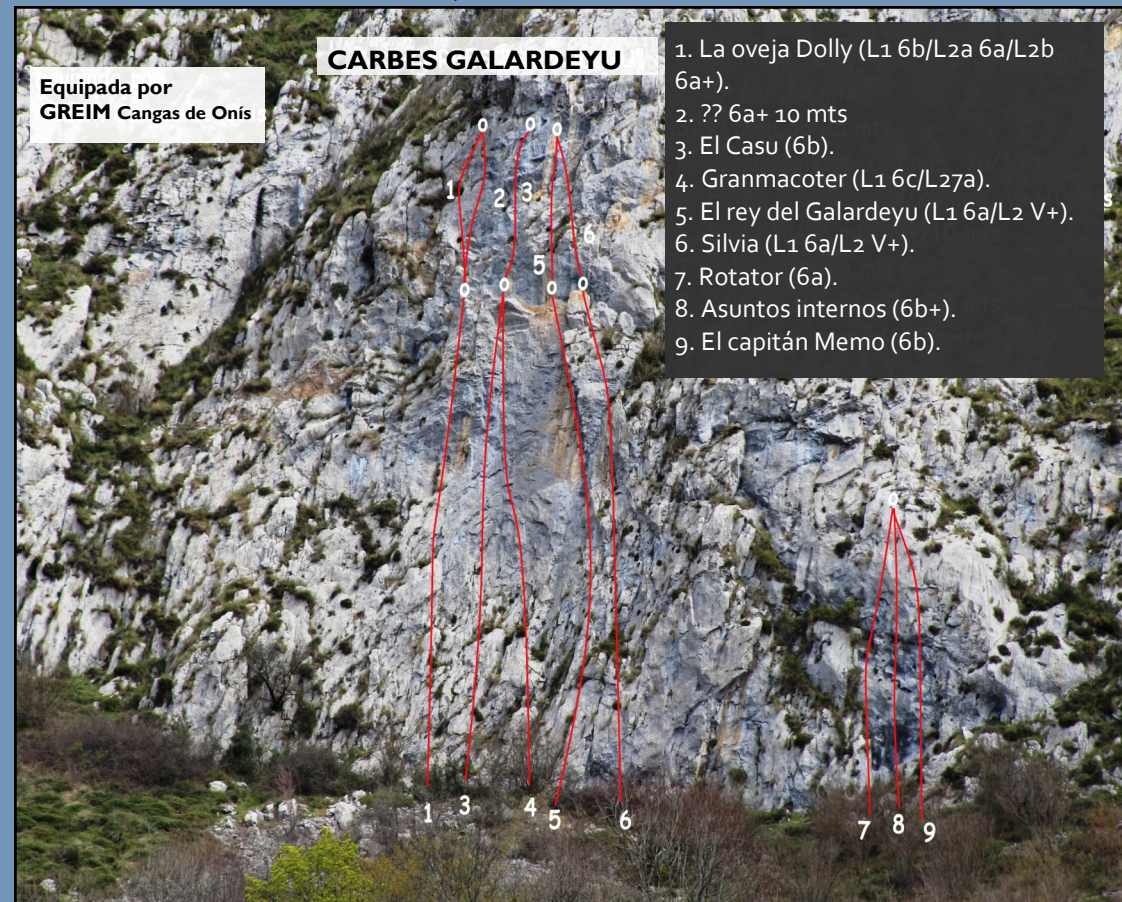 CARBES GALARDEYU
Equipada por
GREIM Cangas de Onís
1. La oveja Dolly (L1 6b/L2a 6a/L2b
6a+).
2. ?? 6a+ 10 mts
3. El Casu (6b).
4. Granmacoter (L1 6c/L27a).
5. El rey del Galardeyu (L1 6a/L2 V+).
6. Silvia (L1 6a/L2 V+).
7. Rotator (6a).
8. Asuntos internos (6b+).
9. El capitán Memo (6b).
1 2 3 6
5
1 3 4 5 6 7 8 9